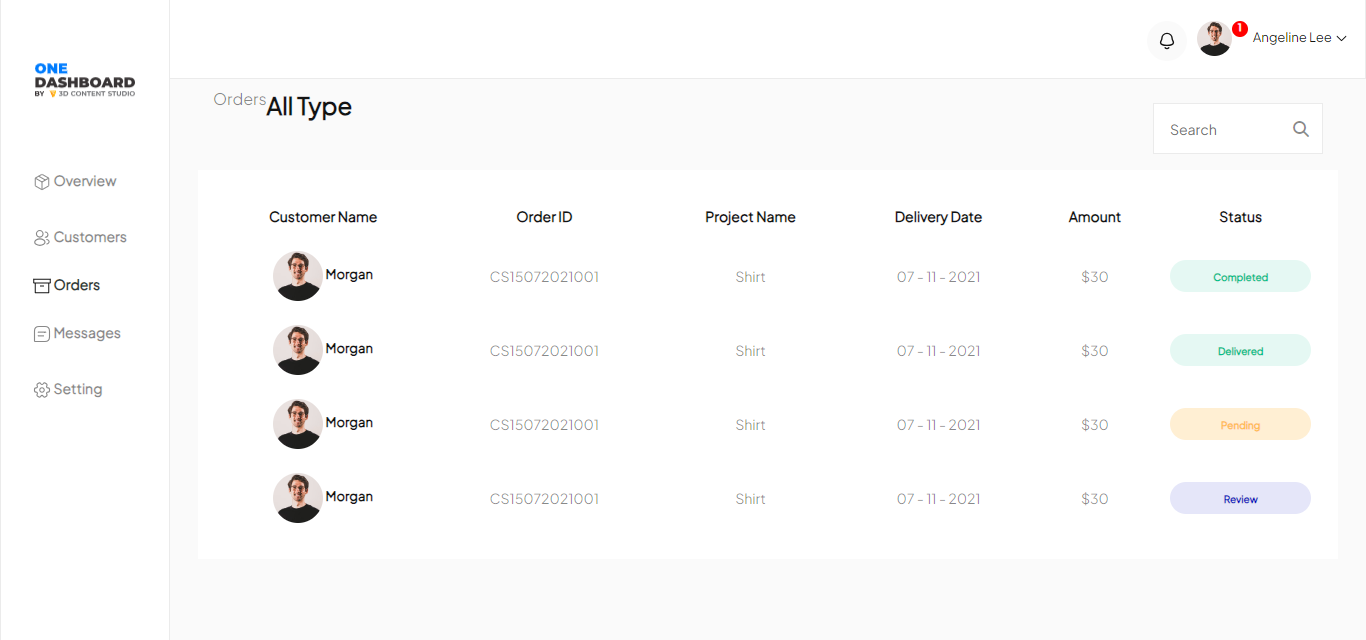 ONE
DASHBOARD
BY 3D CONTENT STUDIO
1
Angeline Lee
Orders All Type
Search
Overview
Customers
Orders
Messages
Setting
Customer Name Order ID Project Name Delivery Date Amount Status
Morgan CS15072021001 Shirt 07 - 11 - 2021 $30 Completed
Morgan CS15072021001 Shirt 07 - 11 - 2021 $30 Delivered
Morgan CS15072021001 Shirt 07 - 11 - 2021 $30 Pending
Morgan CS15072021001 Shirt 07 - 11 - 2021 $30 Review